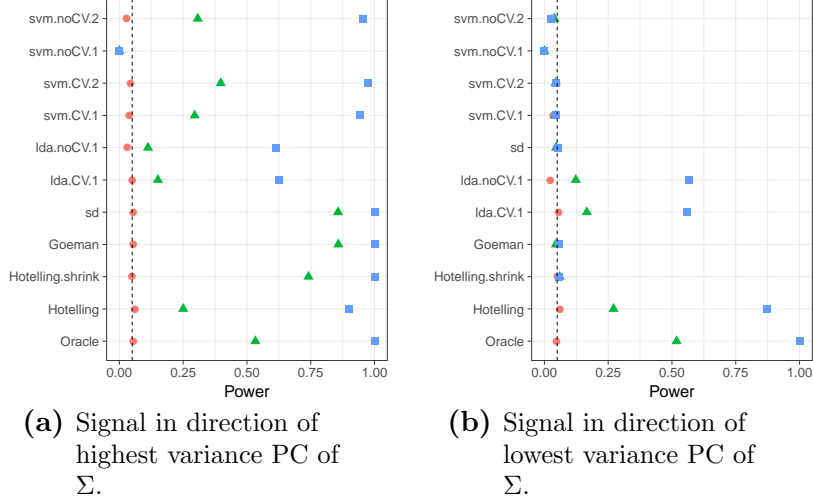 svm.noCV.2
svm.noCV.1
svm.CV.2
svm.CV.1
lda.noCV.1
lda.CV.1
sd
Goeman
Hotelling.shrink
Hotelling
Oracle
0.00 0.25 0.50 0.75 1.00
Power
(a) Signal in direction of
highest variance PC of
Σ.
svm.noCV.2
svm.noCV.1
svm.CV.2
svm.CV.1
sd
lda.noCV.1
lda.CV.1
Goeman
Hotelling.shrink
Hotelling
Oracle
0.00 0.25 0.50 0.75 1.00
Power
(b) Signal in direction of
lowest variance PC of
Σ.